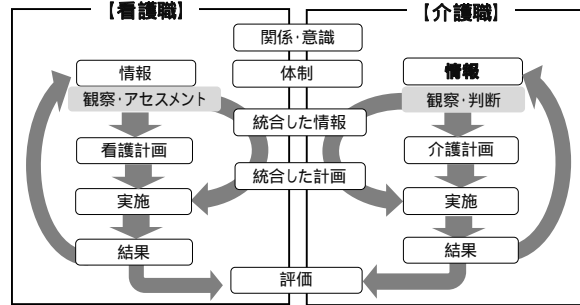 【看護職】
【介護職】
関係・意識
体制
情報
観察・アセスメント
情報
観察・判断
統合した情報
看護計画
介護計画
統合した計画
実施
実施
結果
結果
評価